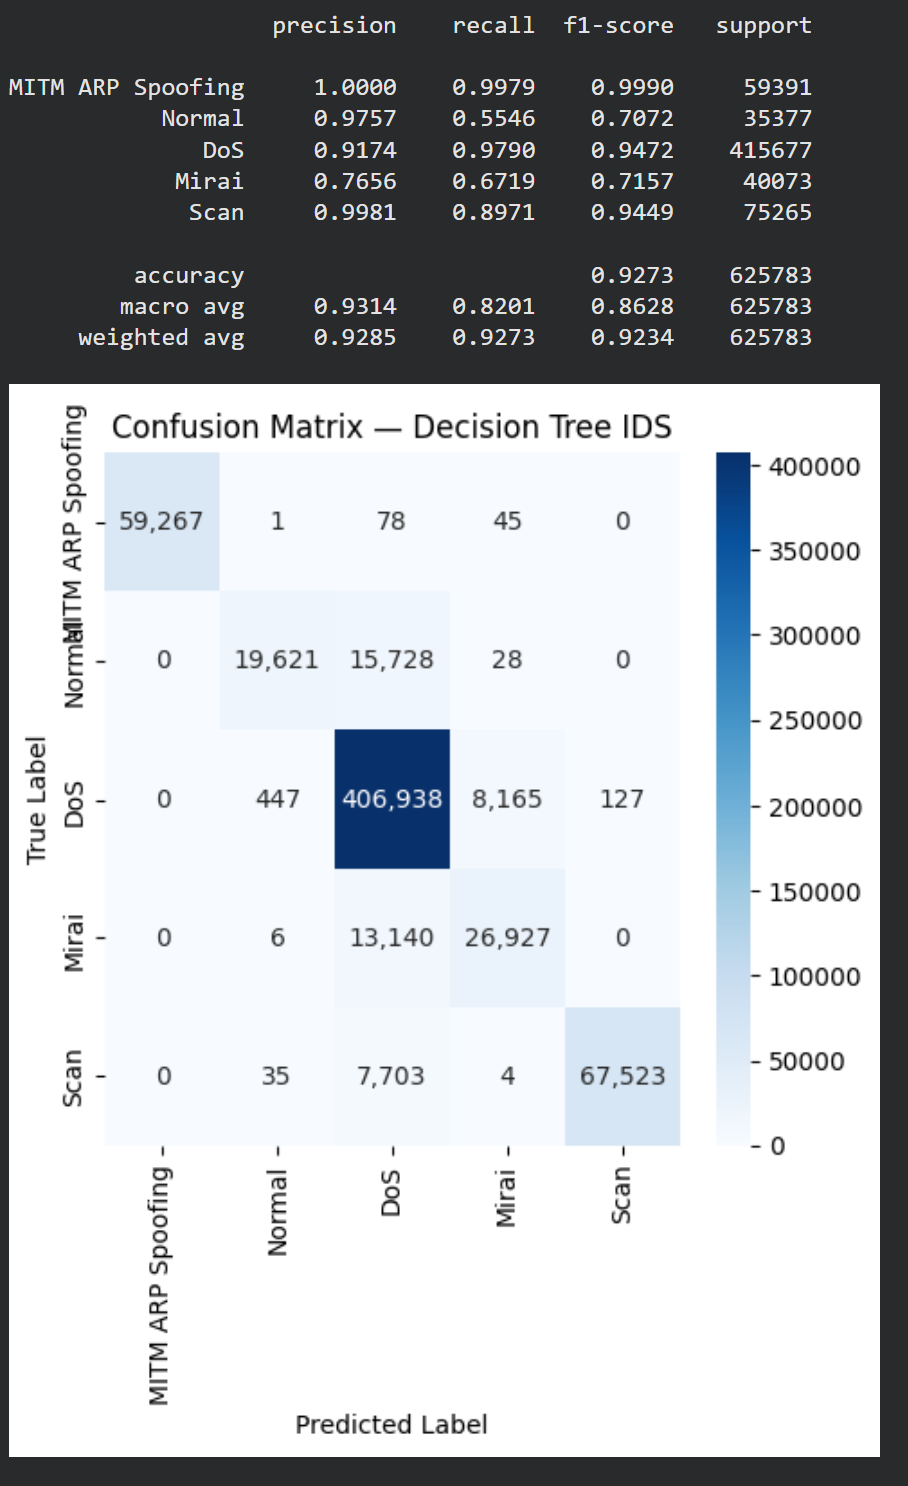 precision recall f1-score support
MITM ARP Spoofing 1.0000 0.9979 0.9990 59391
Normal 0.9757 0.5546 0.7072 35377
DoS 0.9174 0.9790 0.9472 415677
Mirai 0.7656 0.6719 0.7157 40073
Scan 0.9981 0.8971 0.9449 75265
accuracy 0.9273 625783
macro avg 0.9314 0.8201 0.8628 625783
weighted avg 0.9285 0.9273 0.9234 625783
Confusion Matrix — Decision Tree IDS
True Label
MITM ARP Spoofing
59,267 1 78 45 0
Normal
0 19,621 15,728 28 0
DoS
0 447 406,938 8,165 127
Mirai
0 6 13,140 26,927 0
Scan
0 35 7,703 4 67,523
MITM ARP Spoofing
Normal
DoS
Mirai
Scan
Predicted Label
400000
350000
300000
250000
200000
150000
100000
50000
0